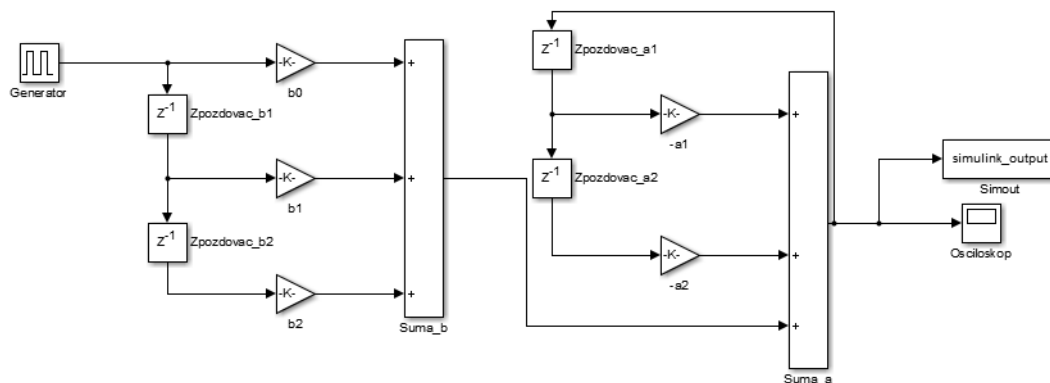 Generator
z-1
Zpozdovac_b1
z-1
Zpozdovac_b2
-K-
b0
-K-
b1
-K-
b2
+
+
+
Suma_b
z-1
Zpozdovac_a1
z-1
Zpozdovac_a2
-K-
-a1
-K-
-a2
+
+
+
Suma_a
simulink_output
Simout
Osciloskop